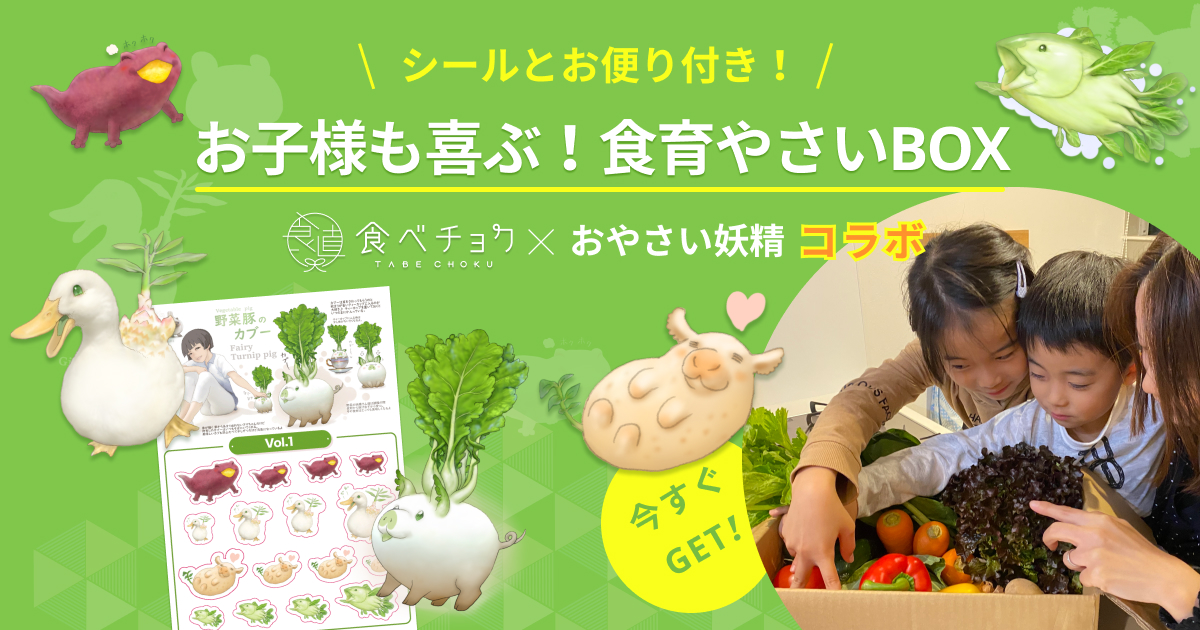 シールとお便り付き！
お子様も喜ぶ！食育やさいBOX
食直 食べチョク × おやさい妖精 コラボ
TABE CHOKU
野菜豚の
カブー
Fairy
Turnip pig
Vol.1
今すぐ
GET!